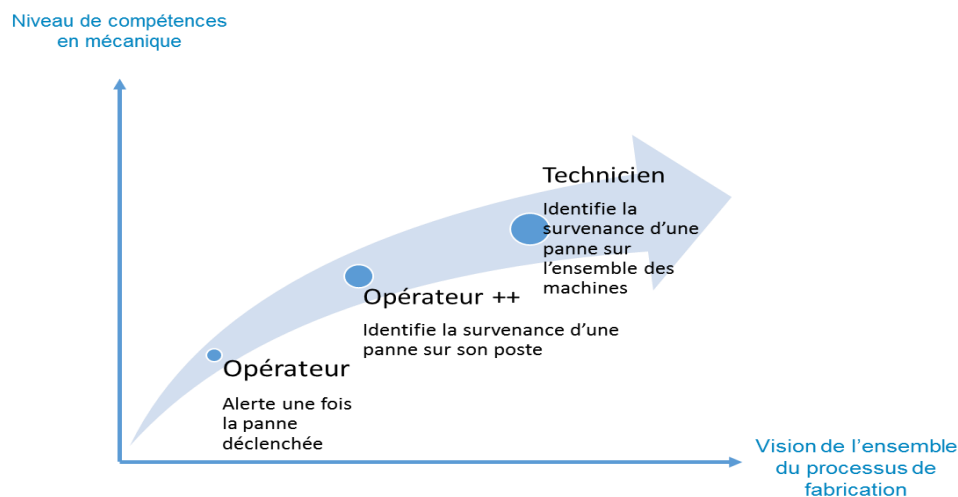 Niveau de compétences
en mécanique
Technicien
Identifie la
survenance d’une
panne sur
l’ensemble des
machines
Opérateur ++
Identifie la survenance d’une
panne sur son poste
Opérateur
Alerte une fois
la panne
déclenchée
Vision de l’ensemble
du processus de
fabrication